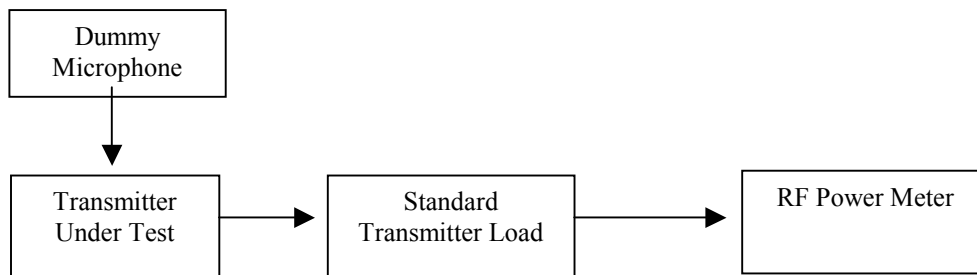 Dummy
Microphone
Transmitter
Under Test
Standard
Transmitter Load
RF Power Meter